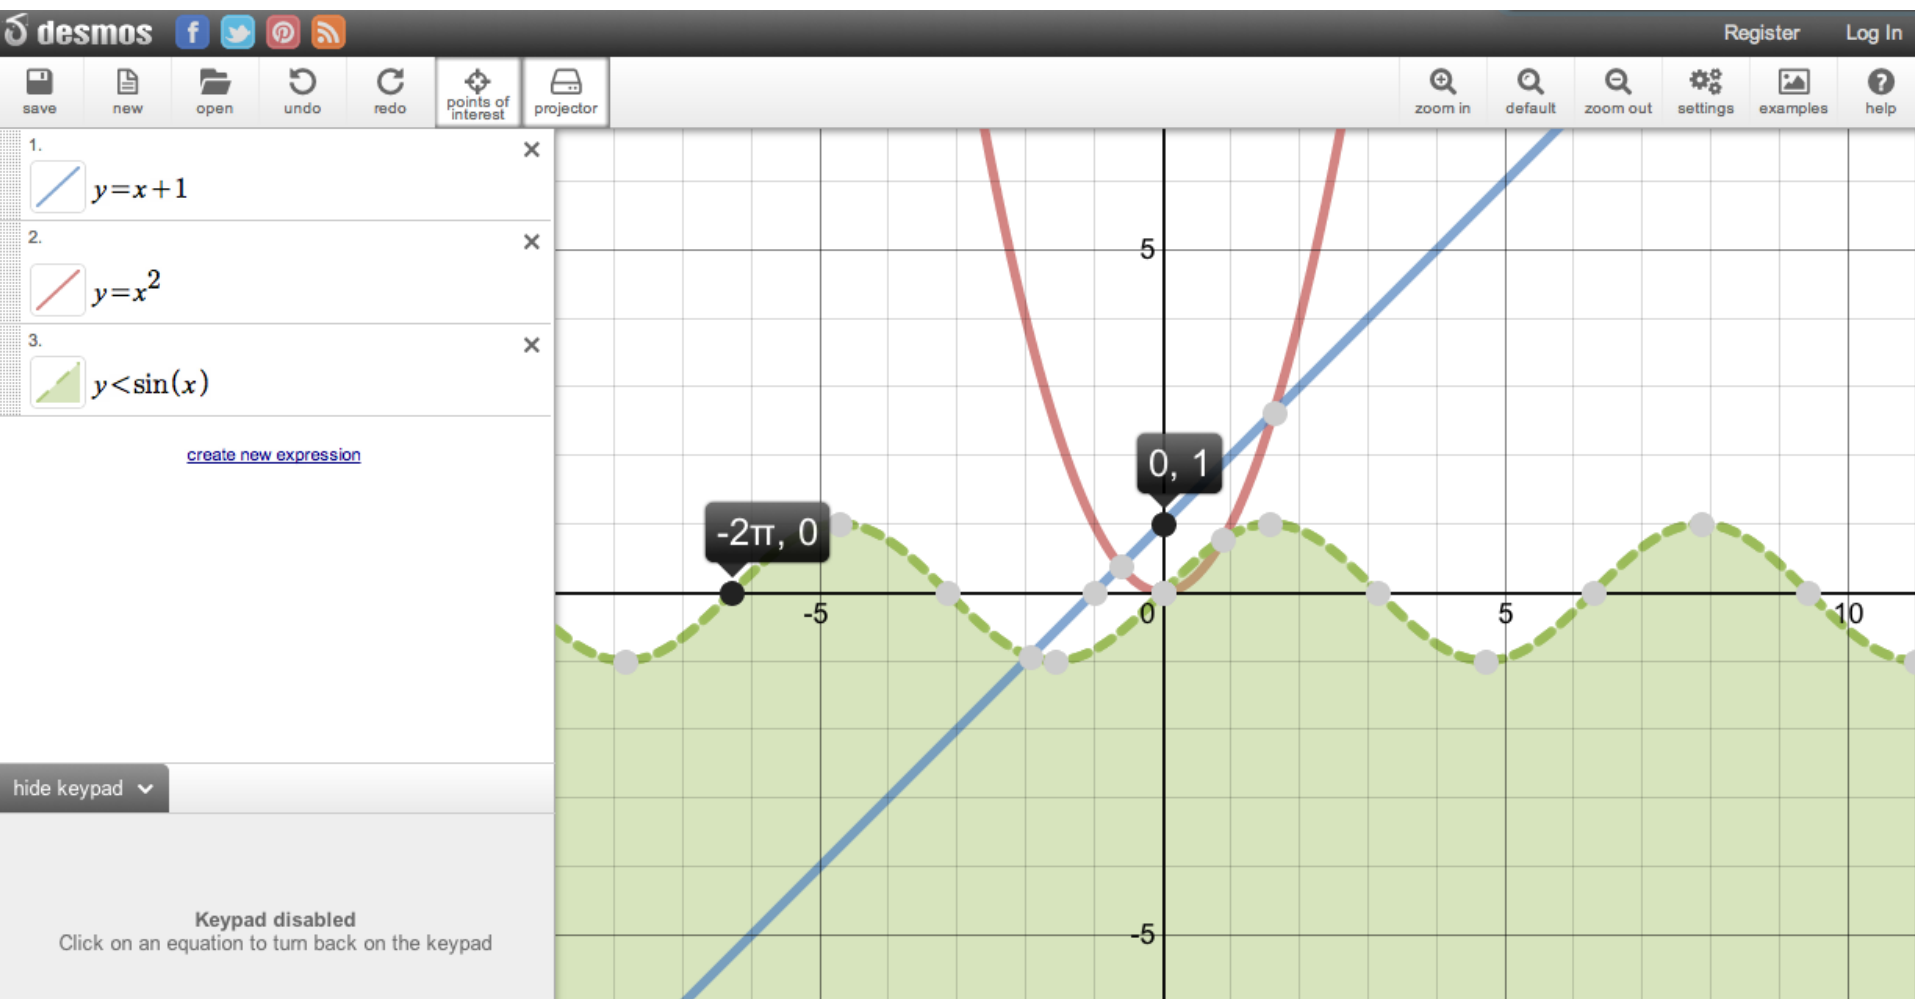 desmos
Register Log In
save new open undo redo points of interest projector zoom in default zoom out settings examples help
1.
y=x+1
2.
y=x²
3.
y<sin(x)
create new expression
hide keypad
Keypad disabled
Click on an equation to turn back on the keypad
5
0, 1
-2π, 0
-5 0 5 10
-5